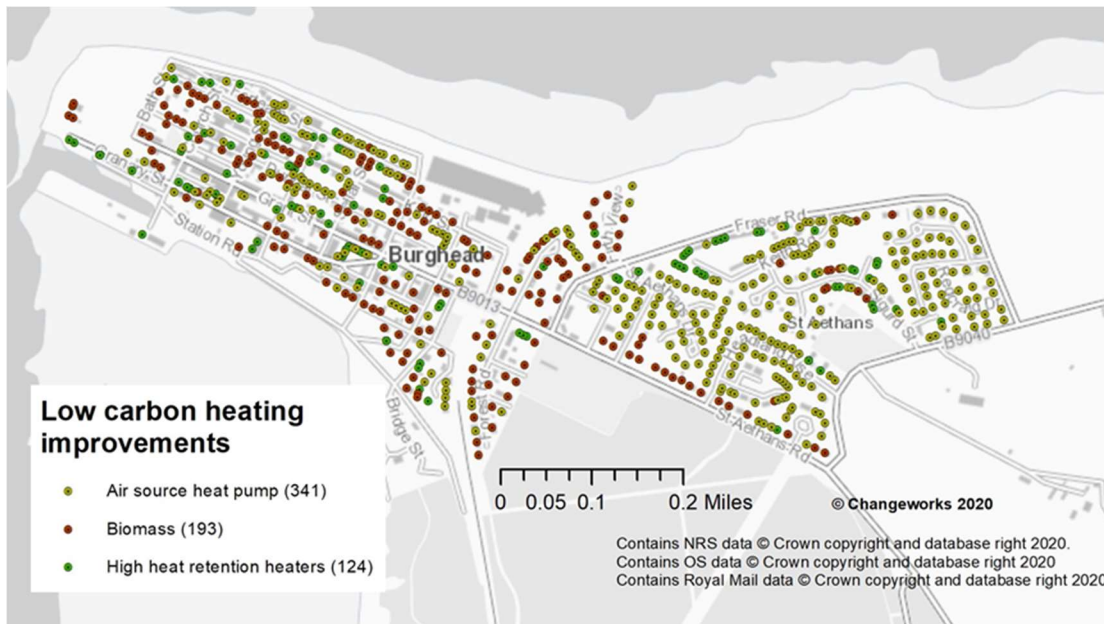 Bath St
Grant St
Station Rd
Burghead
B9013
Fraser Rd
St Aethans
B9040
St Aethans Rd
Forest Rd
Bridge St
Low carbon heating
improvements
Air source heat pump (341)
Biomass (193)
High heat retention heaters (124)
0 0.05 0.1 0.2 Miles
© Changeworks 2020
Contains NRS data © Crown copyright and database right 2020.
Contains OS data © Crown copyright and database right 2020
Contains Royal Mail data © Crown copyright and database right 2020